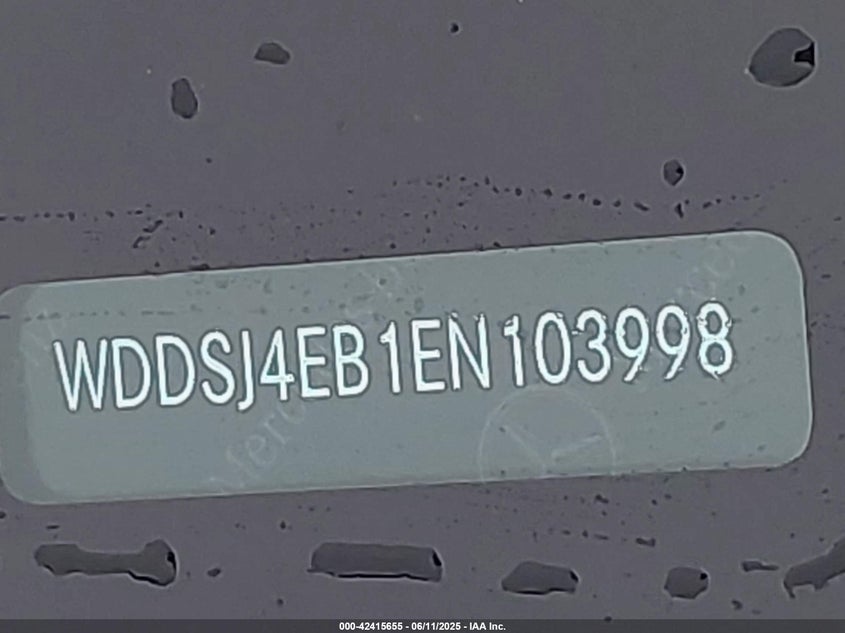 WDDSJ4EB1EN103998
000-42415655 - 06/11/2025 - IAA Inc.